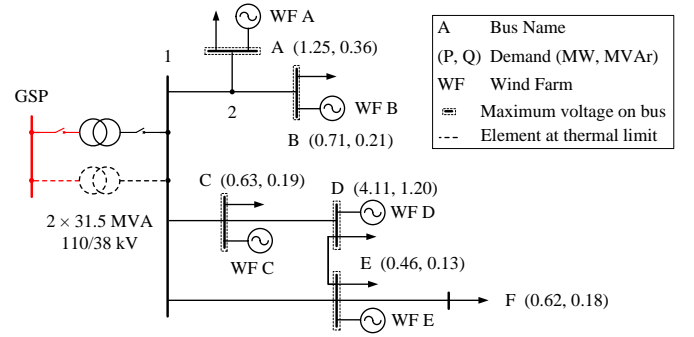 WF A
A (1.25, 0.36)
1
GSP
2
WF B
B (0.71, 0.21)
C (0.63, 0.19)
D (4.11, 1.20)
WF D
2 × 31.5 MVA
110/38 kV
WF C
E (0.46, 0.13)
F (0.62, 0.18)
WF E
A Bus Name
(P, Q) Demand (MW, MVAr)
WF Wind Farm
Maximum voltage on bus
Element at thermal limit